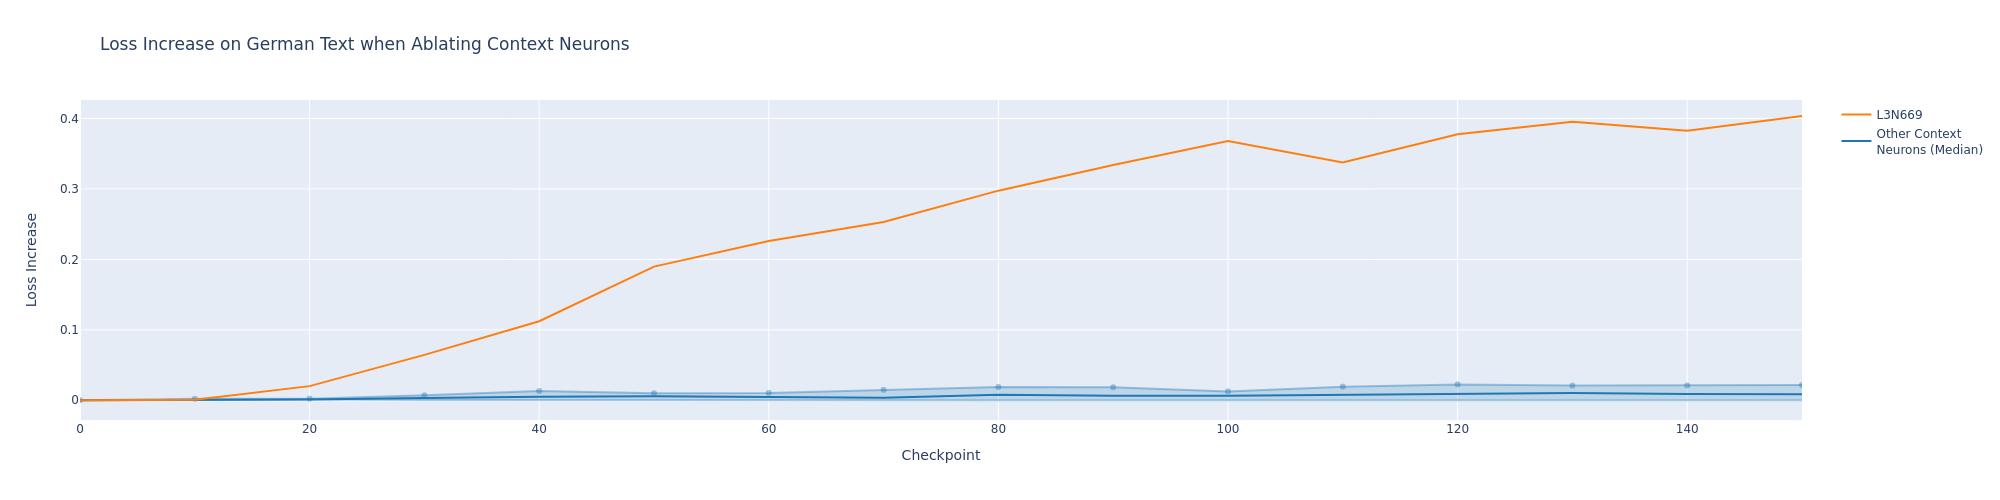 Loss Increase on German Text when Ablating Context Neurons
L3N669
Other Context
Neurons (Median)
Loss Increase
0.4
0.3
0.2
0.1
0
0 20 40 60 80 100 120 140
Checkpoint